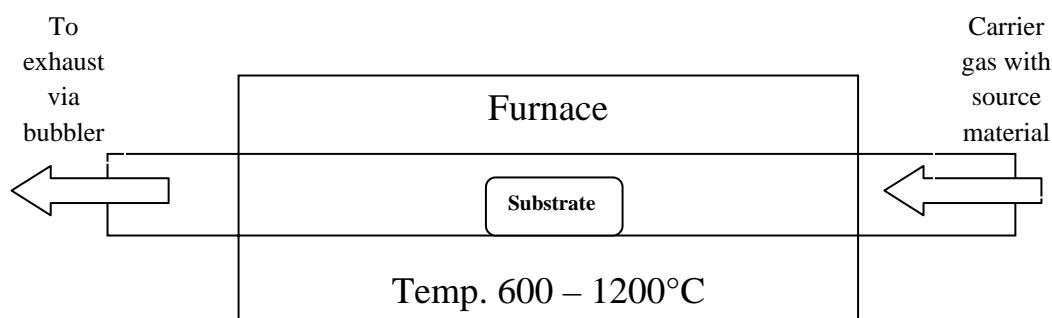 To
exhaust
via
bubbler
Carrier
gas with
source
material
Furnace
Substrate
Temp. 600 – 1200°C